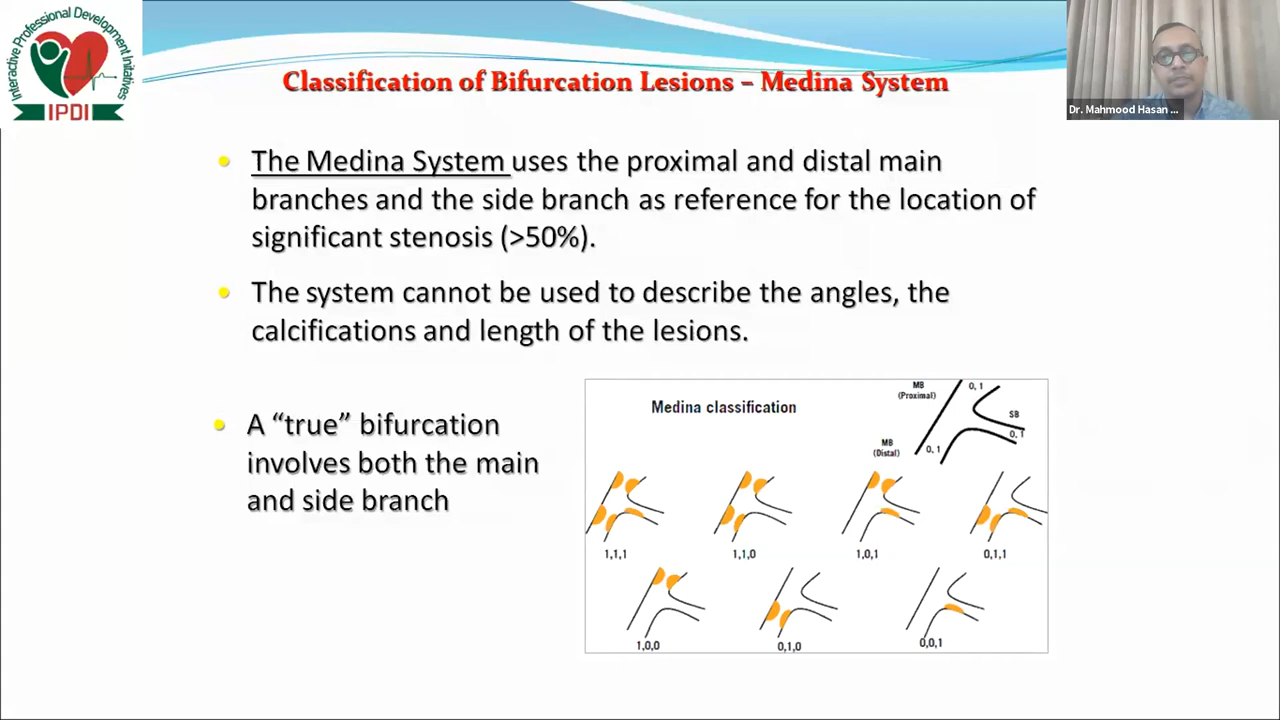 Interactive Professional Development Initiatives
IPDI
Classification of Bifurcation Lesions – Medina System
Dr. Mahmood Hasan ...
• The Medina System uses the proximal and distal main
branches and the side branch as reference for the location of
significant stenosis (>50%).
• The system cannot be used to describe the angles, the
calcifications and length of the lesions.
• A “true” bifurcation
involves both the main
and side branch
Medina classification
MB
(Proximal)
0, 1
SB
0, 1
MB
(Distal)
0, 1
1,1,1
1,1,0
1,0,1
0,1,1
1,0,0
0,1,0
0,0,1